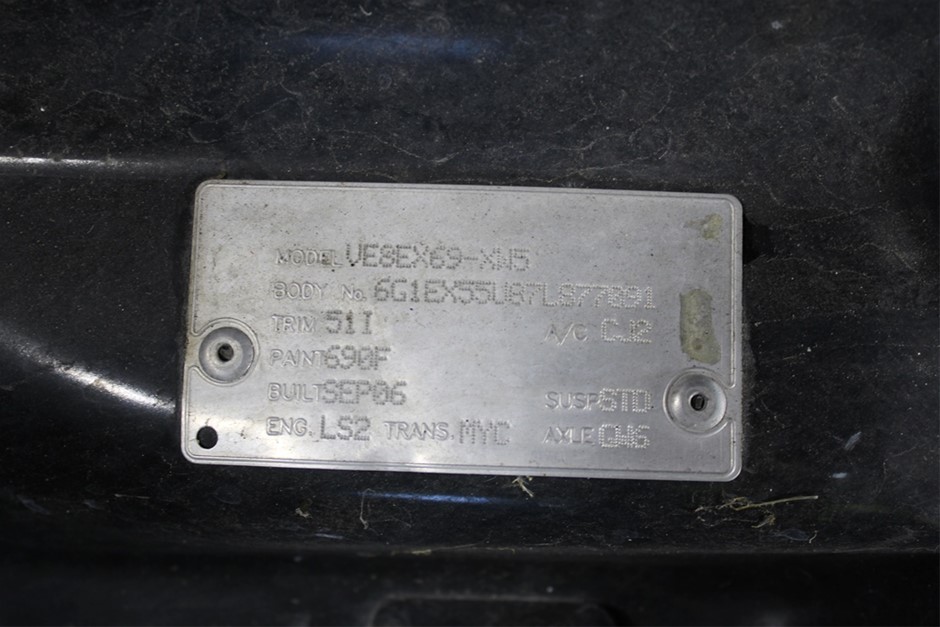 MODEL VE8EX69-XW5
BODY No. 6G1EX55U87L877891
TRIM 51I A/C CJ2
PAINT 690F
BUILT SEP06 SUSP STD
ENG. LS2 TRANS. MYC AXLE GW6